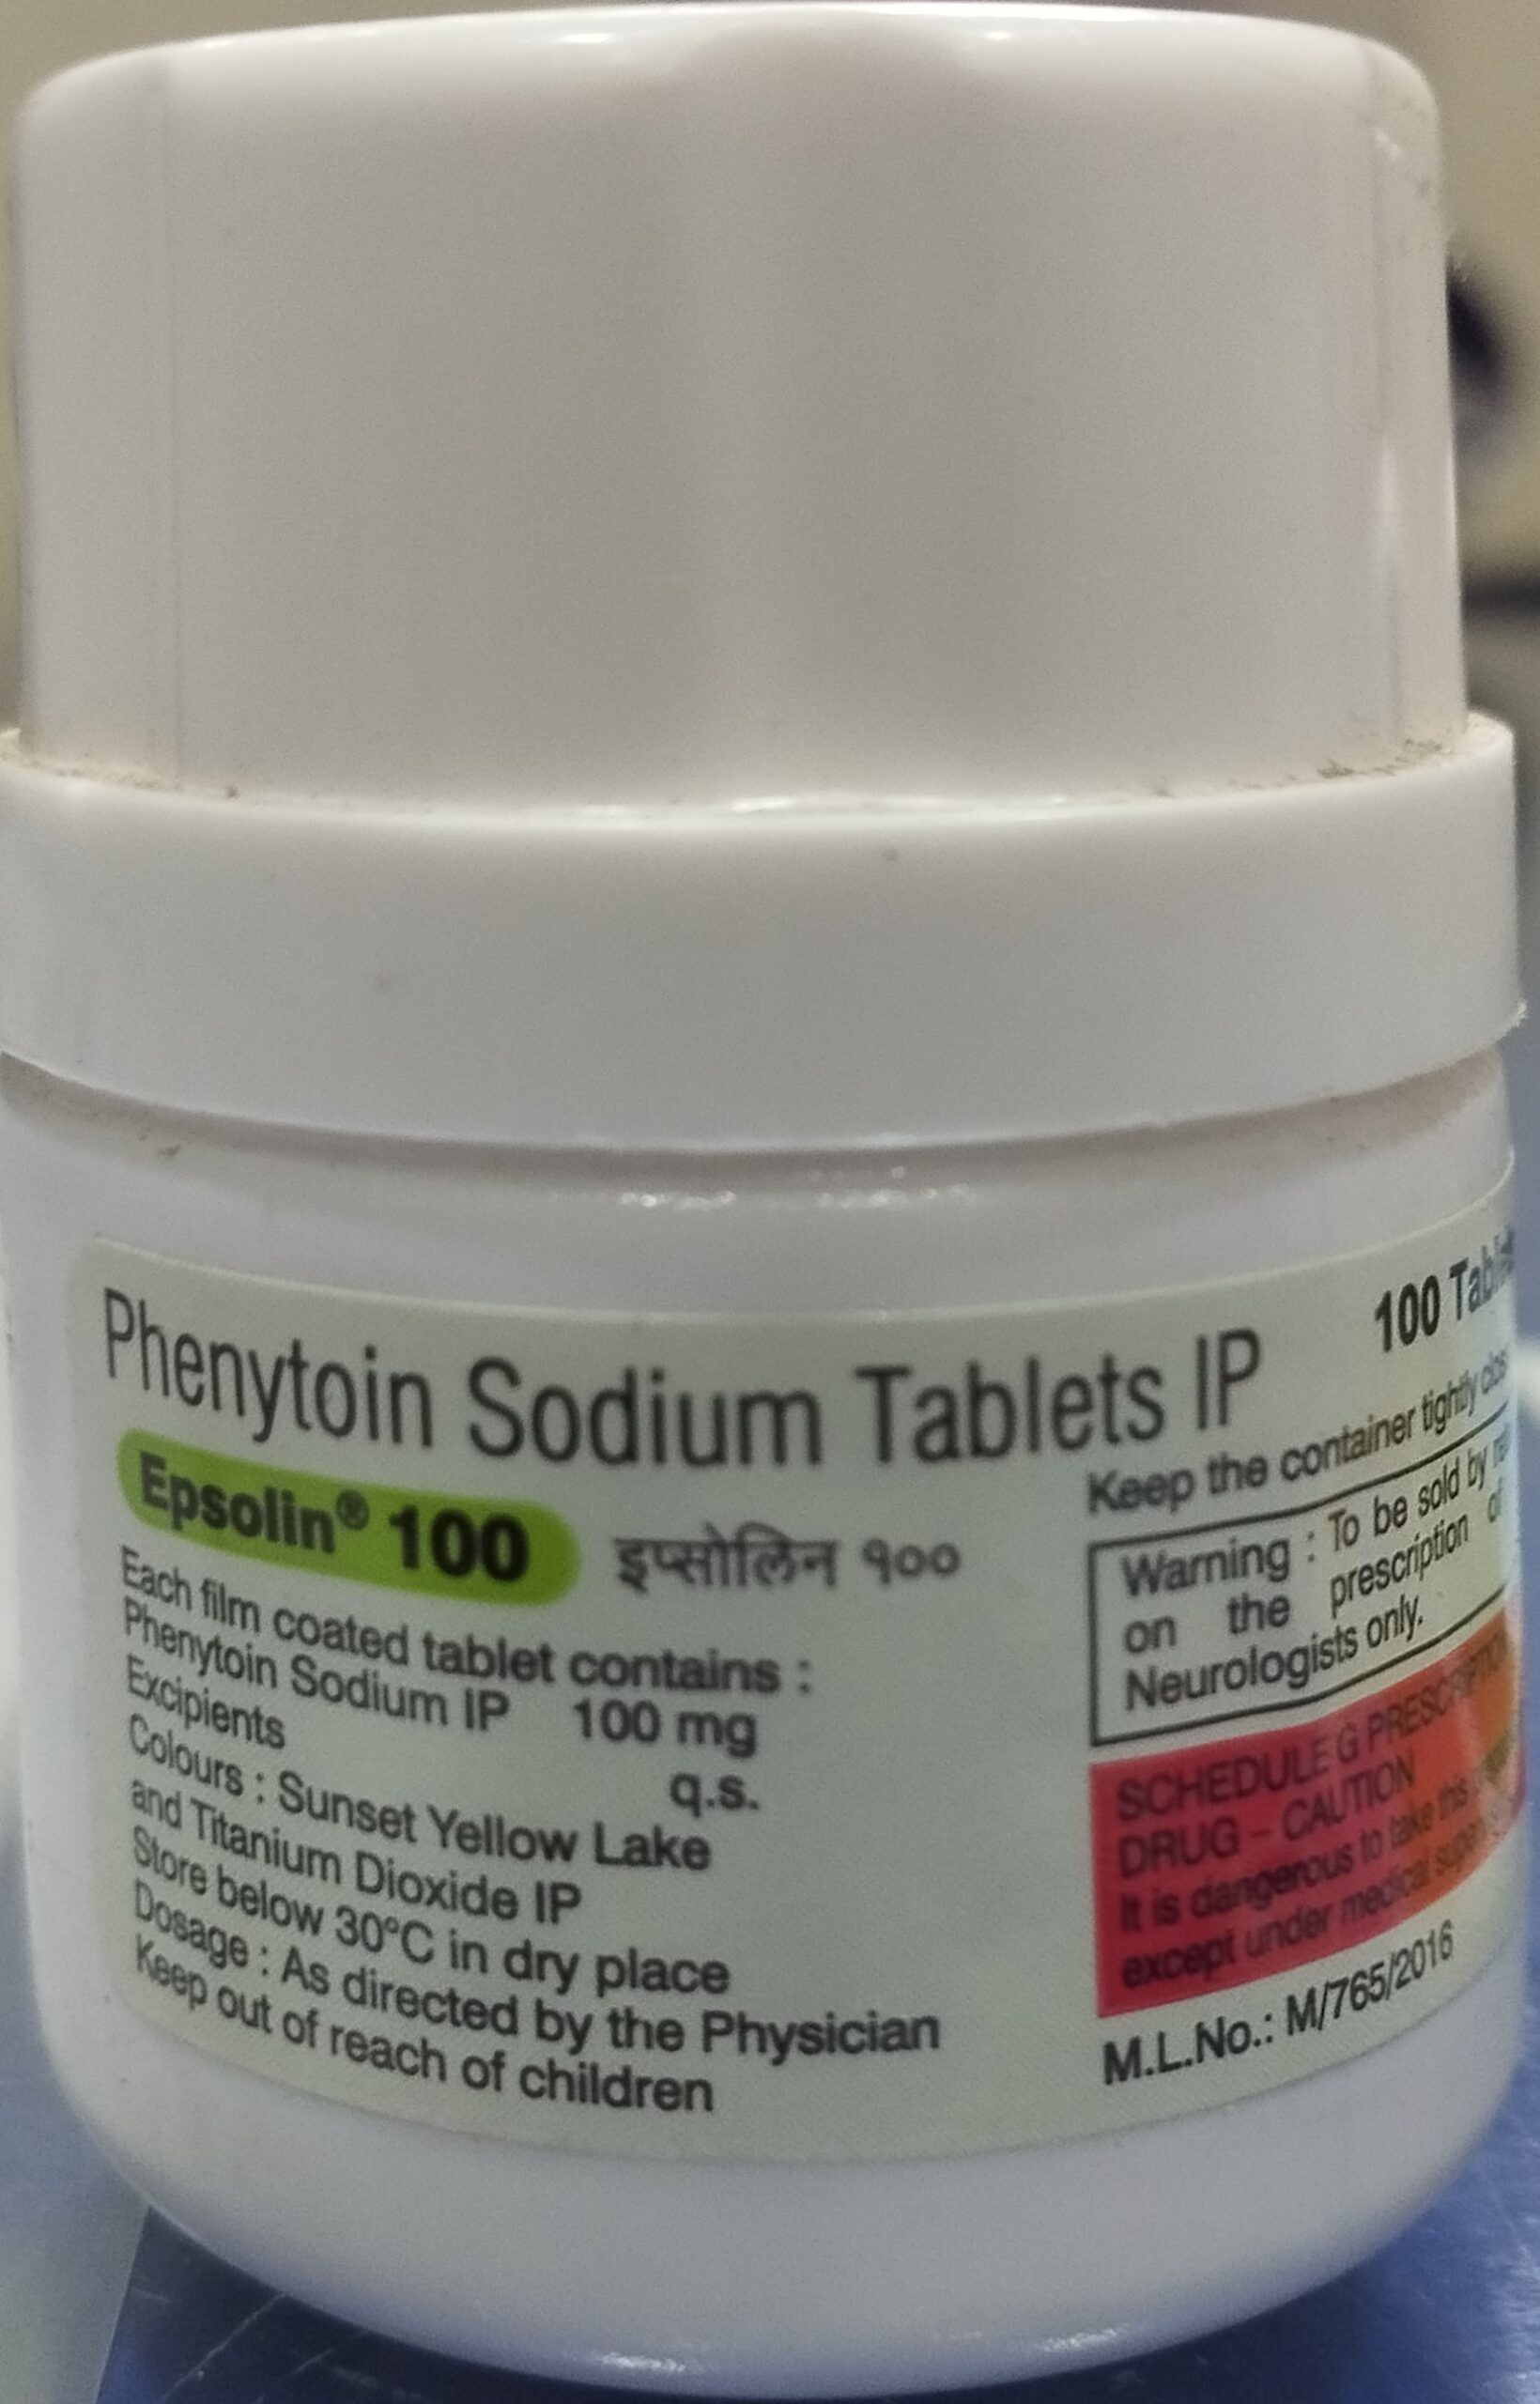 Phenytoin Sodium Tablets IP
Epsolin® 100 इप्सोलिन १००
Each film coated tablet contains :
Phenytoin Sodium IP 100 mg
Excipients q.s.
Colours : Sunset Yellow Lake
and Titanium Dioxide IP
Store below 30°C in dry place
Dosage : As directed by the Physician
Keep out of reach of children
100
Keep the container tightly
Warning : To be sold by
on the prescription of
Neurologists only.
SCHEDULE G PRESCRIPTION
DRUG – CAUTION
It is dangerous to take this
except under medical
M.L.No.: M/765/2016